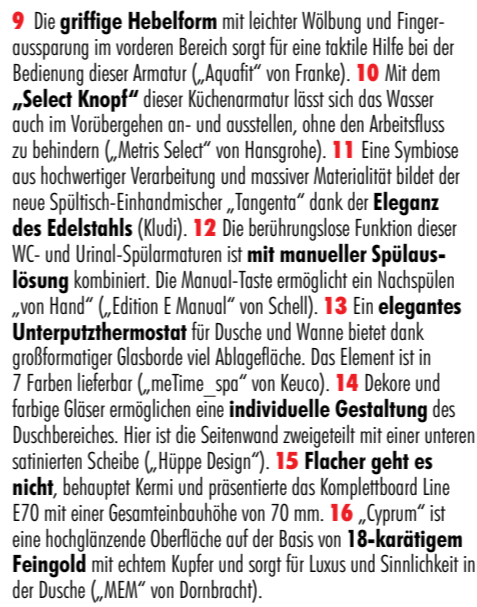 9 Die griffige Hebelform mit leichter Wölbung und Finger-
aussparung im vorderen Bereich sorgt für eine taktile Hilfe bei der
Bedienung dieser Armatur („Aquafit“ von Franke). 10 Mit dem
„Select Knopf“ dieser Küchenarmatur lässt sich das Wasser
auch im Vorübergehen an- und ausstellen, ohne den Arbeitsfluss
zu behindern („Metris Select“ von Hansgrohe). 11 Eine Symbiose
aus hochwertiger Verarbeitung und massiver Materialität bildet der
neue Spültisch-Einhandmischer „Tangenta“ dank der Eleganz
des Edelstahls (Kludi). 12 Die berührungslose Funktion dieser
WC- und Urinal-Spülarmaturen ist mit manueller Spülaus-
lösung kombiniert. Die Manual-Taste ermöglicht ein Nachspülen
„von Hand“ („Edition E Manual“ von Schell). 13 Ein elegantes
Unterputzthermostat für Dusche und Wanne bietet dank
großformatiger Glasborde viel Ablagefläche. Das Element ist in
7 Farben lieferbar („meTime_spa“ von Keuco). 14 Dekore und
farbige Gläser ermöglichen eine individuelle Gestaltung des
Duschbereiches. Hier ist die Seitenwand zweigeteilt mit einer unteren
satinierten Scheibe („Hüppe Design“). 15 Flacher geht es
nicht, behauptet Kermi und präsentierte das Komplettboard Line
E70 mit einer Gesamteinbauhöhe von 70 mm. 16 „Cyprum“ ist
eine hochglänzende Oberfläche auf der Basis von 18-karätigem
Feingold mit echtem Kupfer und sorgt für Luxus und Sinnlichkeit in
der Dusche („MEM“ von Dornbracht).